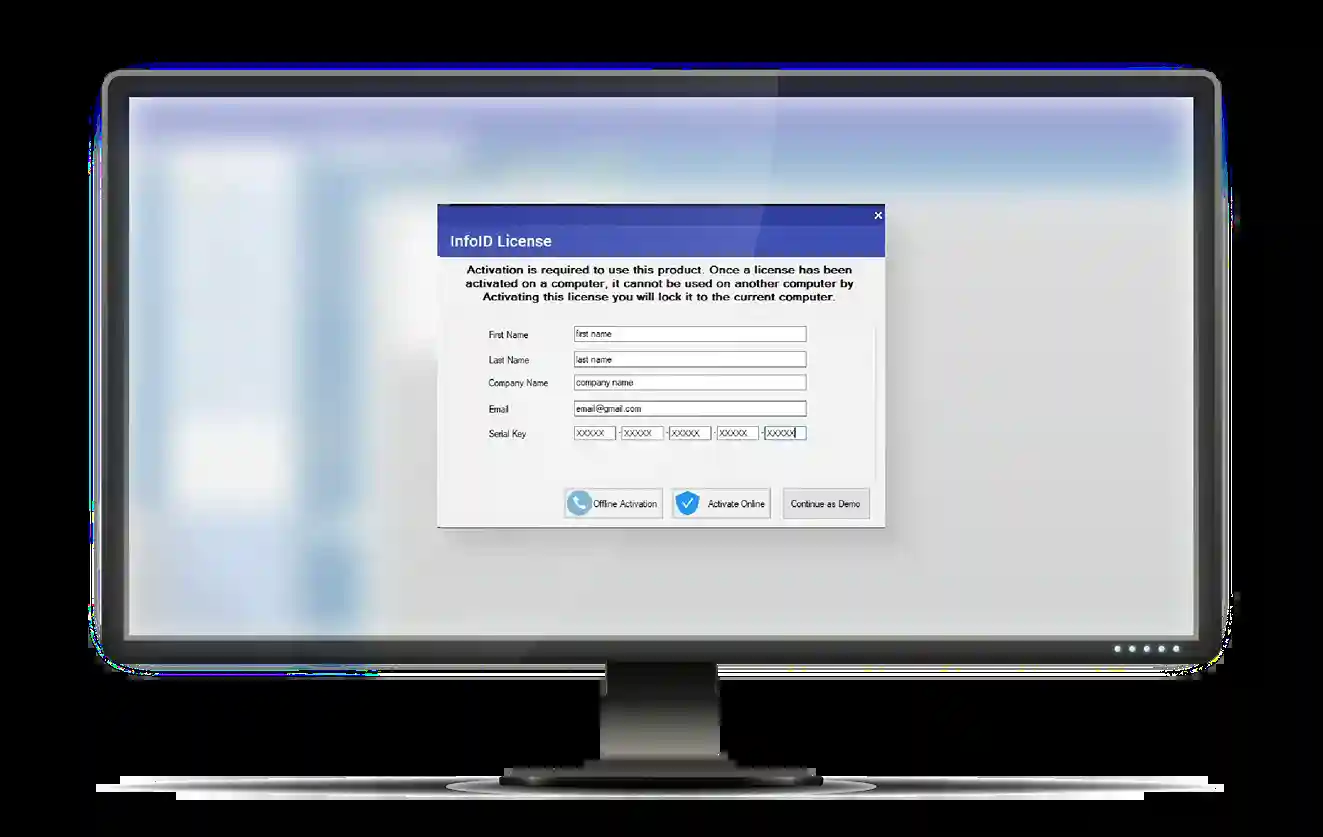 InfoID License
Activation is required to use this product. Once a license has been
activated on a computer, it cannot be used on another computer by
Activating this license you will lock it to the current computer.
First Name first name
Last Name last name
Company Name company name
Email email@gmail.com
Serial Key XXXXX - XXXXX - XXXXX - XXXXX - XXXXX
Offline Activation Activate Online Continue as Demo